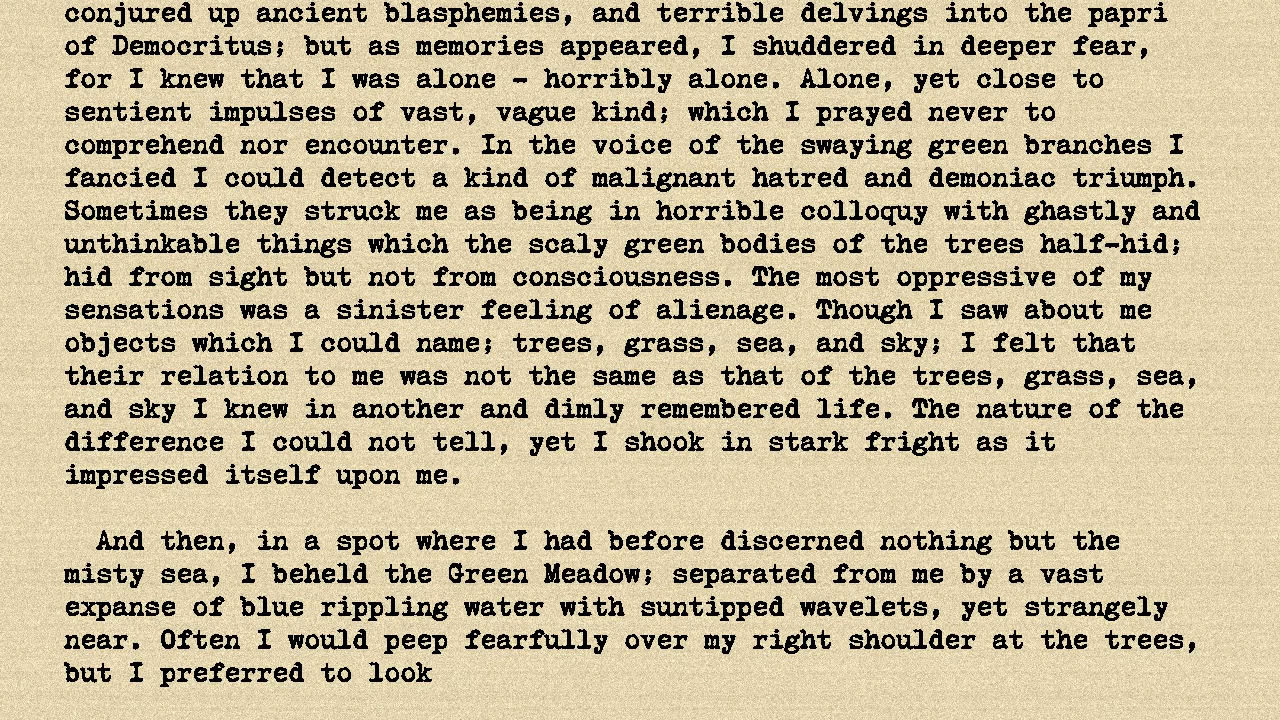 conjured up ancient blasphemies, and terrible delvings into the papri
of Democritus; but as memories appeared, I shuddered in deeper fear,
for I knew that I was alone - horribly alone. Alone, yet close to
sentient impulses of vast, vague kind; which I prayed never to
comprehend nor encounter. In the voice of the swaying green branches I
fancied I could detect a kind of malignant hatred and demoniac triumph.
Sometimes they struck me as being in horrible colloquy with ghastly and
unthinkable things which the scaly green bodies of the trees half-hid;
hid from sight but not from consciousness. The most oppressive of my
sensations was a sinister feeling of alienage. Though I saw about me
objects which I could name; trees, grass, sea, and sky; I felt that
their relation to me was not the same as that of the trees, grass, sea,
and sky I knew in another and dimly remembered life. The nature of the
difference I could not tell, yet I shook in stark fright as it
impressed itself upon me.
And then, in a spot where I had before discerned nothing but the
misty sea, I beheld the Green Meadow; separated from me by a vast
expanse of blue rippling water with suntipped wavelets, yet strangely
near. Often I would peep fearfully over my right shoulder at the trees,
but I preferred to look